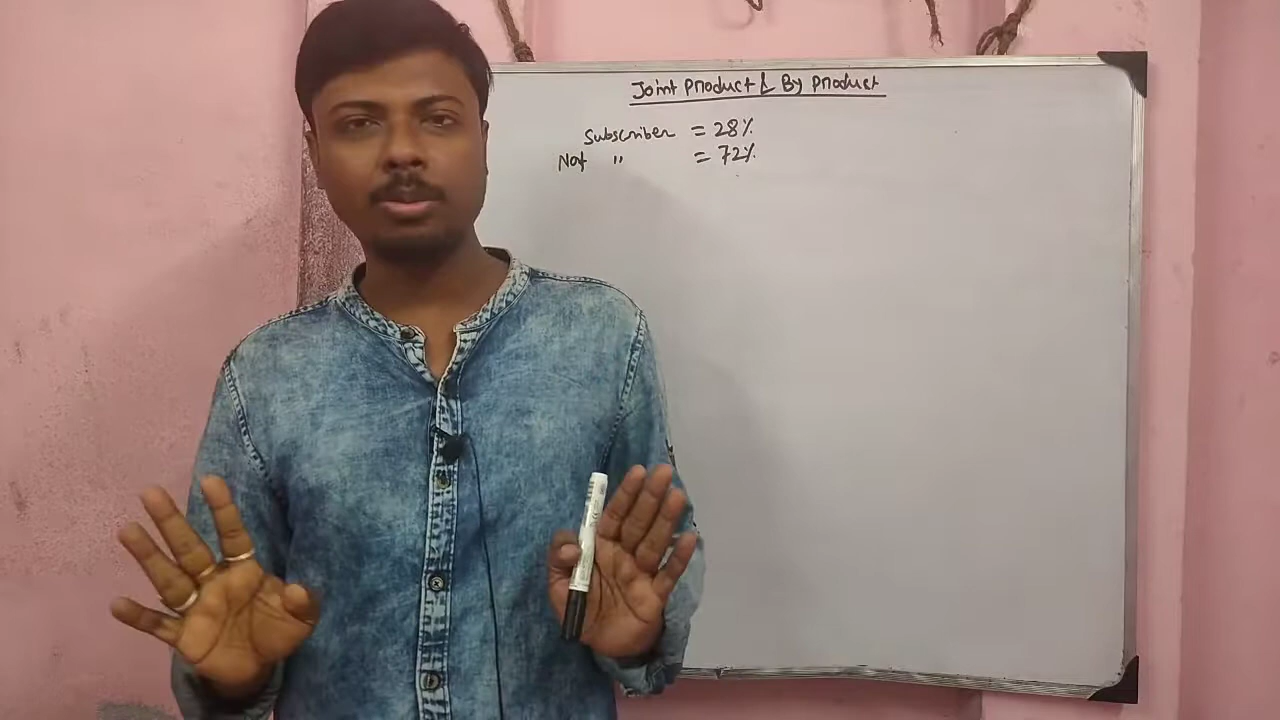 Joint Product & By Product
Subscriber = 28%
Not " = 72%